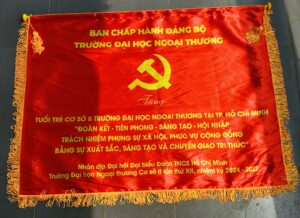 BAN CHẤP HÀNH ĐẢNG BỘ
TRƯỜNG ĐẠI HỌC NGOẠI THƯƠNG
Tặng
TUỔI TRẺ CƠ SỞ II TRƯỜNG ĐẠI HỌC NGOẠI THƯƠNG TẠI TP. HỒ CHÍ MINH
"ĐOÀN KẾT - TIÊN PHONG - SÁNG TẠO - HỘI NHẬP
TRÁCH NHIỆM PHỤNG SỰ XÃ HỘI, PHỤC VỤ CỘNG ĐỒNG
BẰNG SỰ XUẤT SẮC, SÁNG TẠO VÀ CHUYỂN GIAO TRI THỨC"
Nhân dịp Đại hội Đại biểu Đoàn TNCS Hồ Chí Minh
Trường Đại học Ngoại thương Cơ sở II lần thứ XII, nhiệm kỳ 2024 - 2027